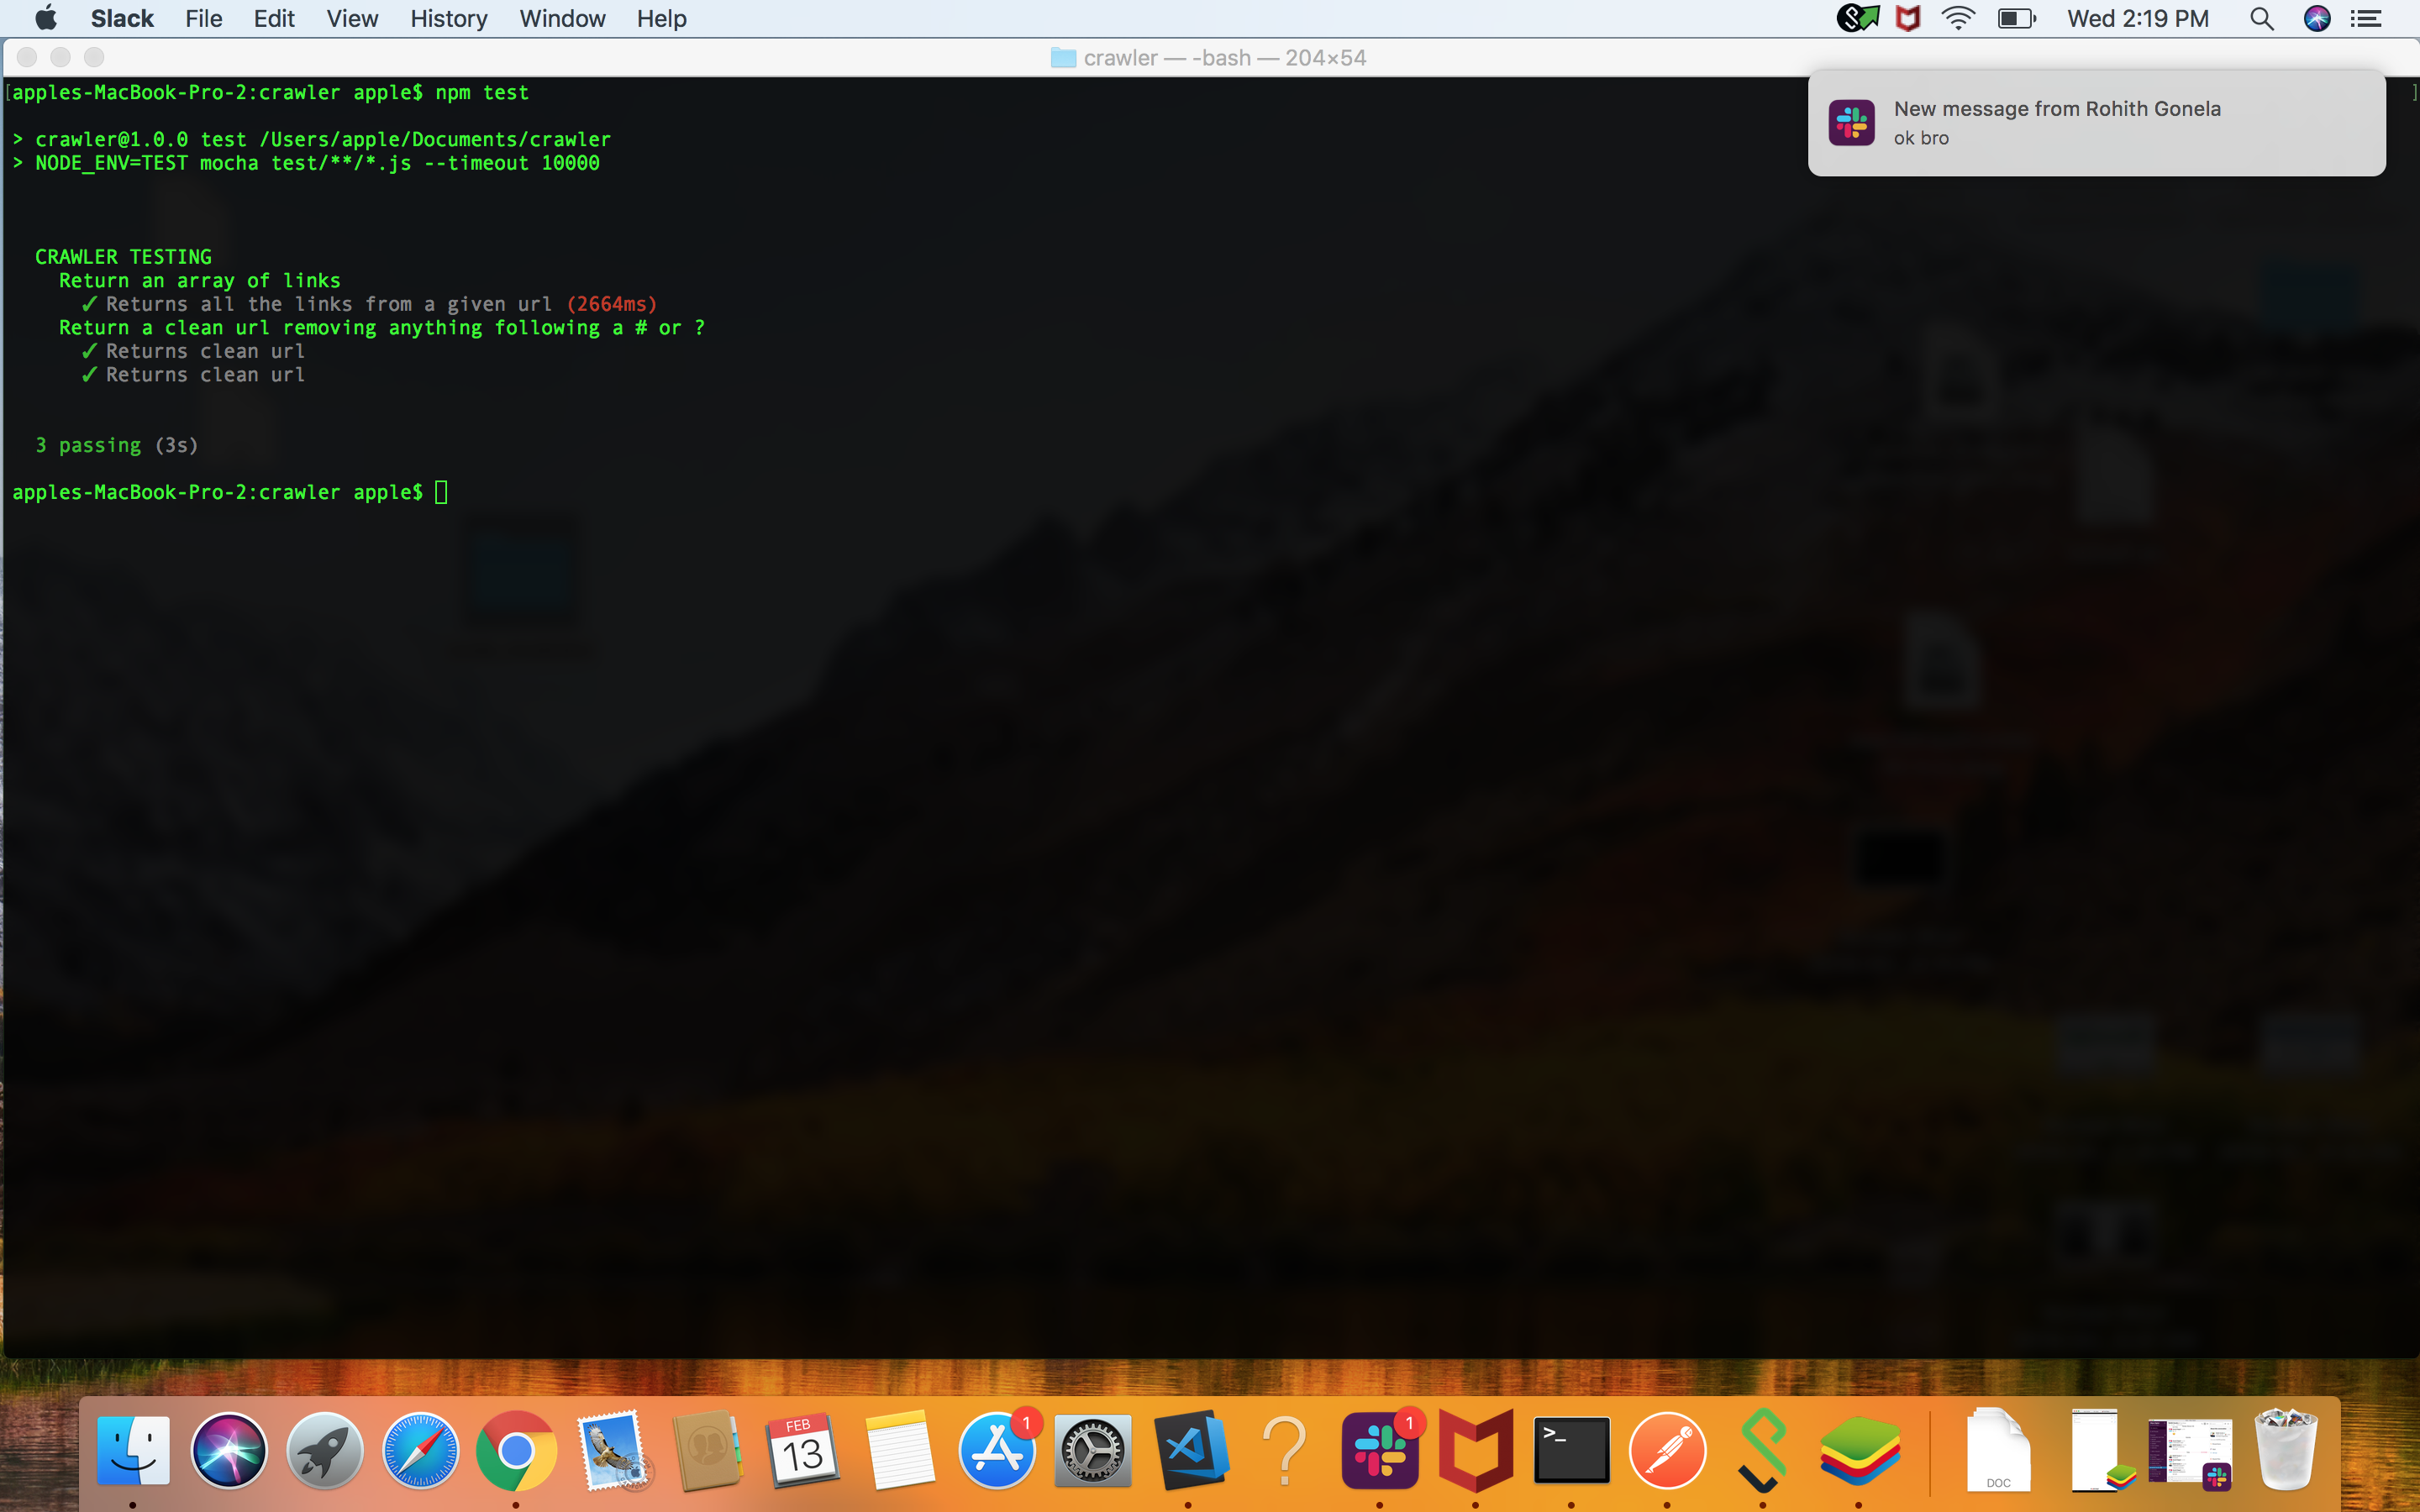 Slack File Edit View History Window Help Wed 2:19 PM
crawler — -bash — 204×54
[apples-MacBook-Pro-2:crawler apple$ npm test ]
New message from Rohith Gonela
ok bro
> crawler@1.0.0 test /Users/apple/Documents/crawler
> NODE_ENV=TEST mocha test/**/*.js --timeout 10000
CRAWLER TESTING
Return an array of links
✓ Returns all the links from a given url (2664ms)
Return a clean url removing anything following a # or ?
✓ Returns clean url
✓ Returns clean url
3 passing (3s)
apples-MacBook-Pro-2:crawler apple$
FEB
13
1
?
1
>_
DOC